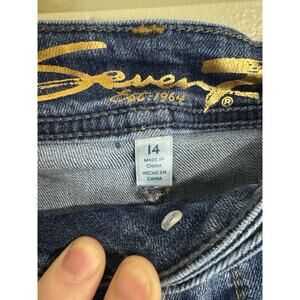 Seven7
Est. 1964
®
14
MADE IN
CHINA
HECHO EN
CHINA